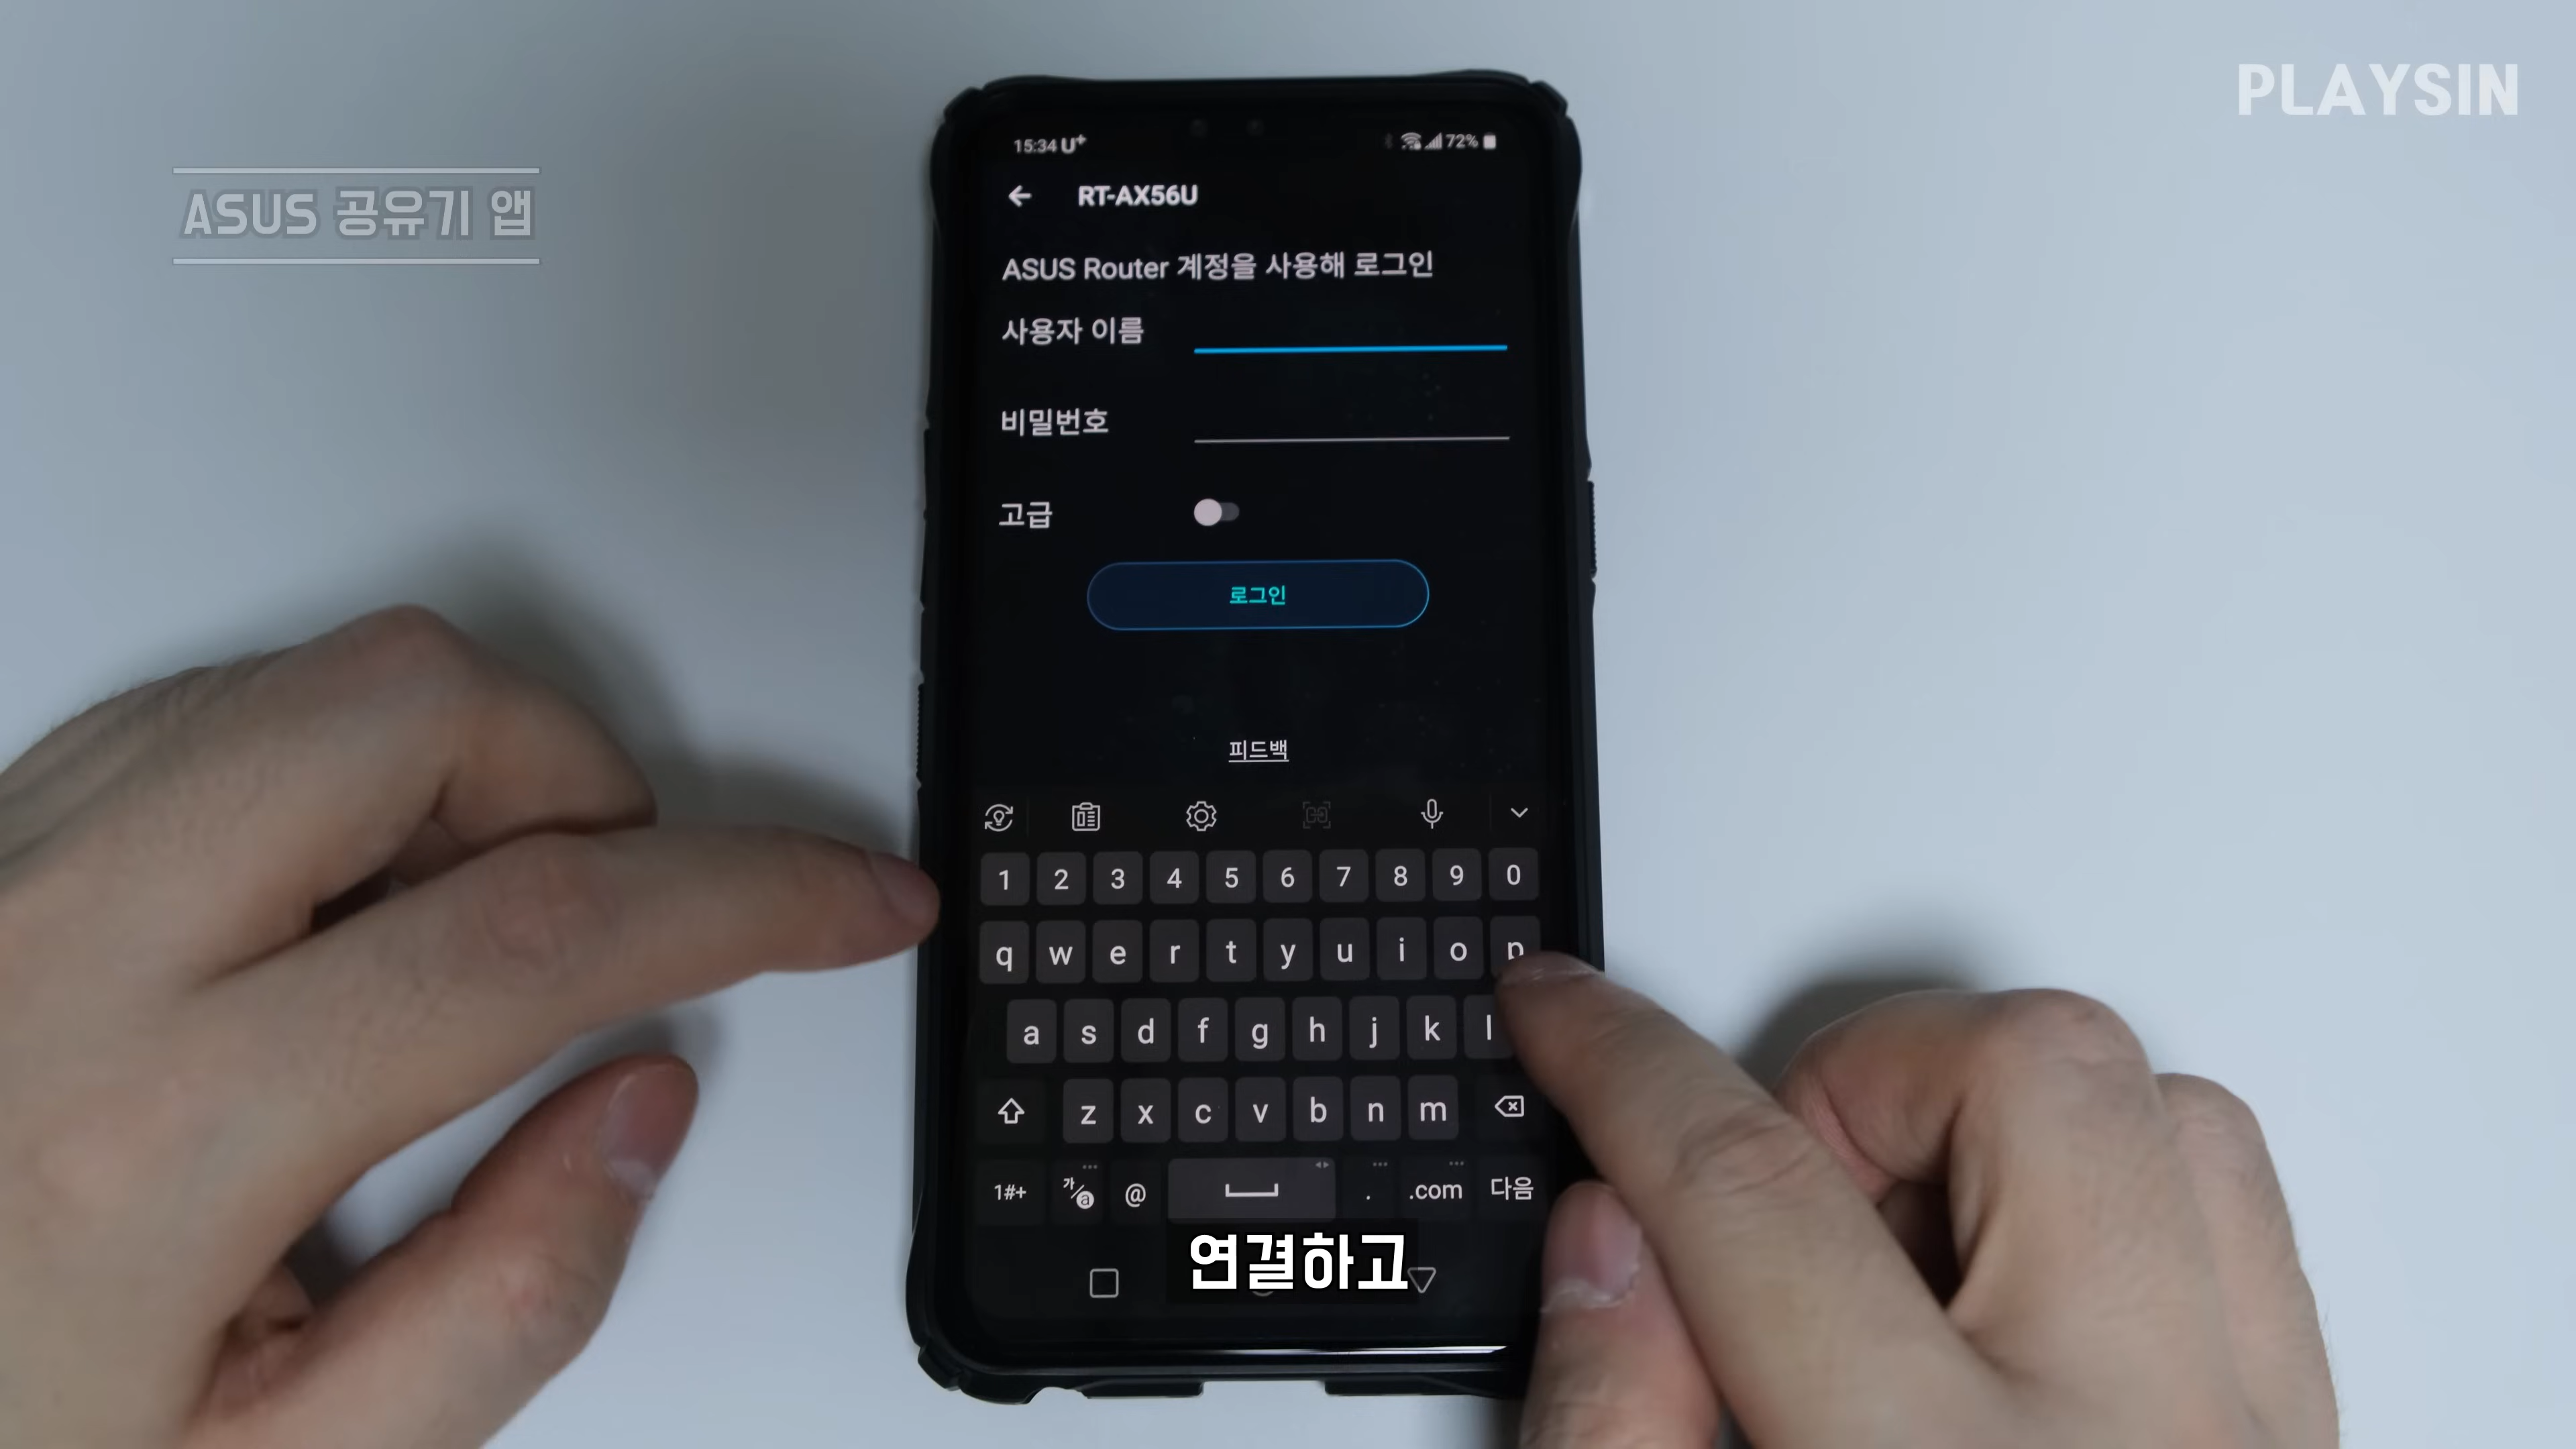 PLAYSIN
ASUS 공유기 앱
15:34 U+
72%
RT-AX56U
ASUS Router 계정을 사용해 로그인
사용자 이름
비밀번호
고급
로그인
피드백
1 2 3 4 5 6 7 8 9 0
q w e r t y u i o p
a s d f g h j k l
z x c v b n m
1#+ 가/a @ . .com 다음
연결하고